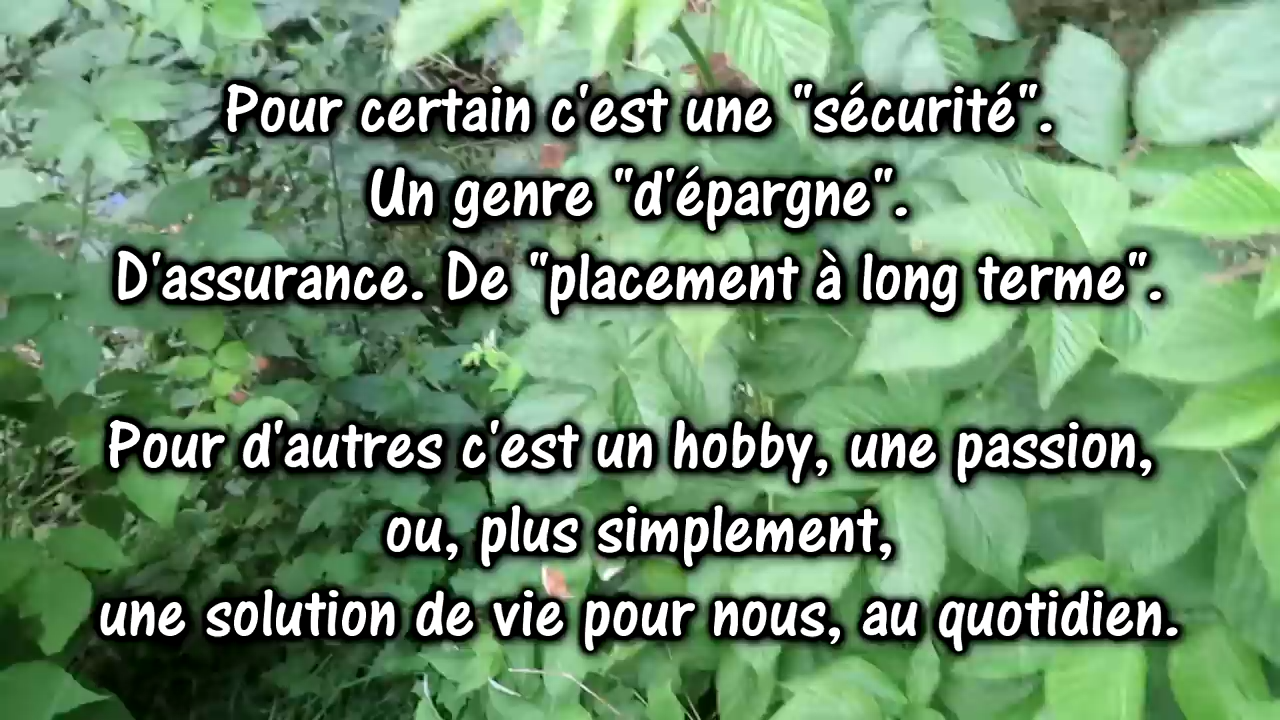 Pour certain c'est une "sécurité".
Un genre "d'épargne".
D'assurance. De "placement à long terme".
Pour d'autres c'est un hobby, une passion,
ou, plus simplement,
une solution de vie pour nous, au quotidien.